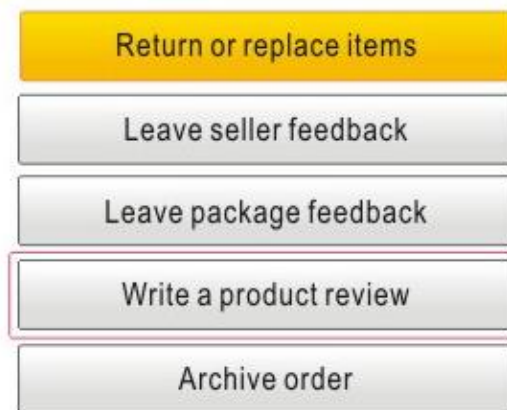 Return or replace items
Leave seller feedback
Leave package feedback
Write a product review
Archive order